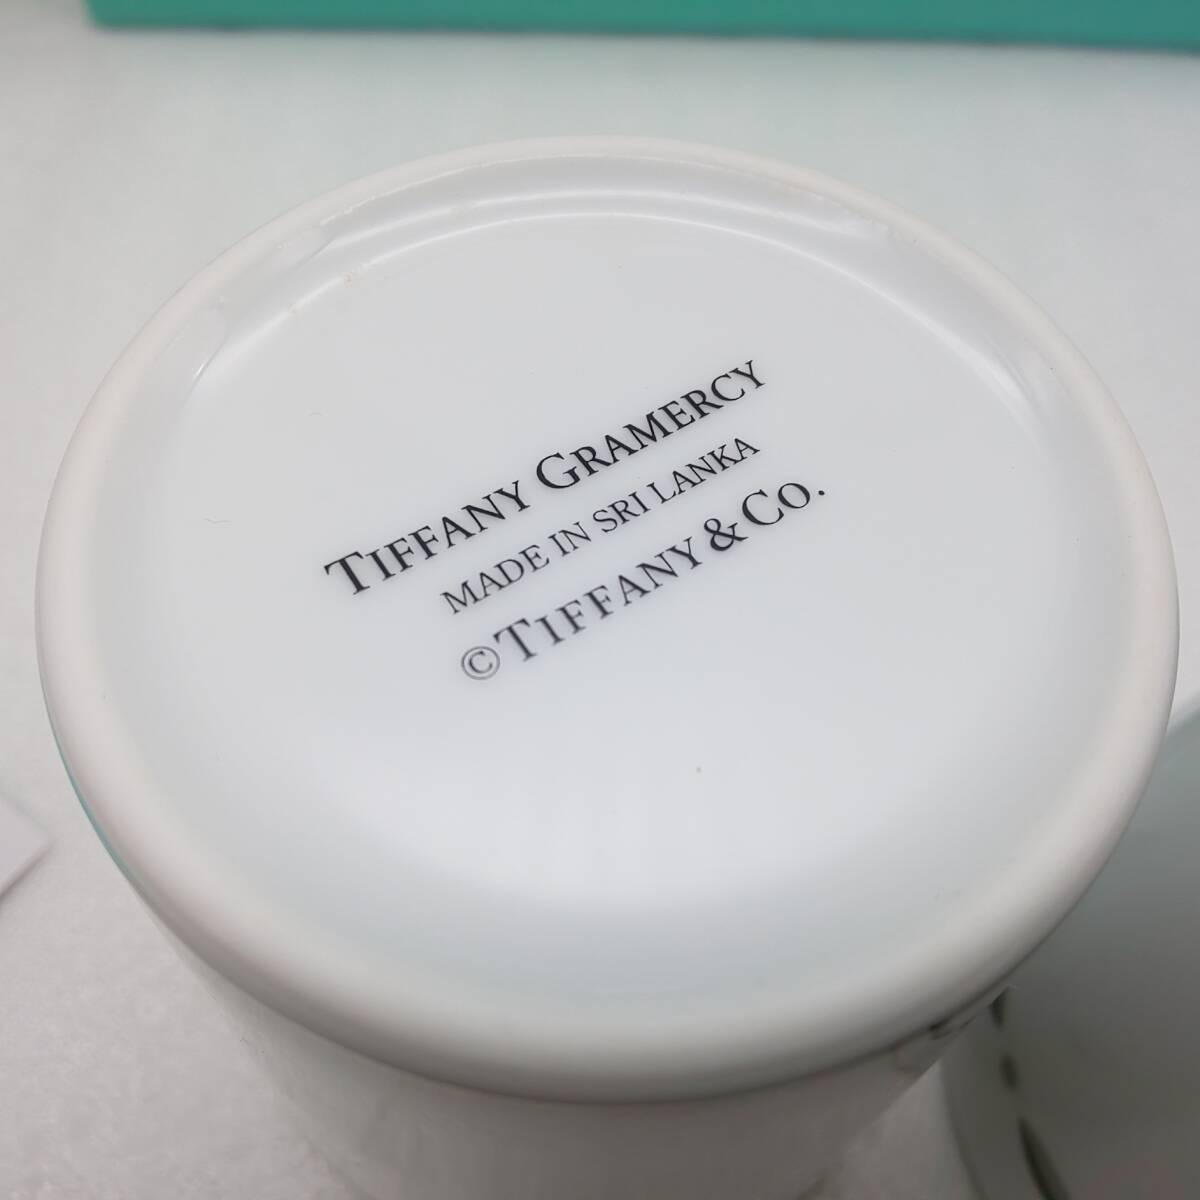 TIFFANY GRAMERCY
MADE IN SRI LANKA
©TIFFANY & CO.